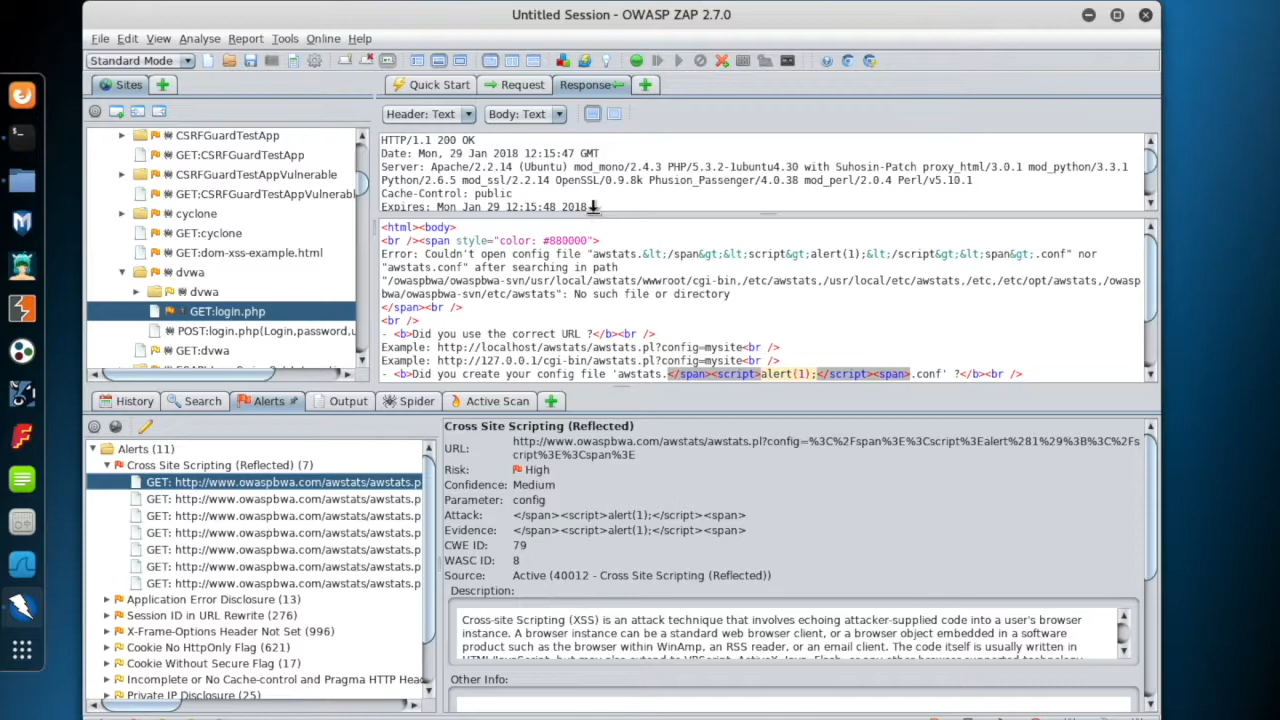 Untitled Session - OWASP ZAP 2.7.0
File Edit View Analyse Report Tools Online Help
Standard Mode
Sites
Quick Start Request Response
Header: Text Body: Text
CSRFGuardTestApp
GET:CSRFGuardTestApp
CSRFGuardTestAppVulnerable
GET:CSRFGuardTestAppVulnerabl
cyclone
GET:cyclone
GET:dom-xss-example.html
dvwa
dvwa
GET:login.php
POST:login.php(Login,password,u
GET:dvwa
HTTP/1.1 200 OK
Date: Mon, 29 Jan 2018 12:15:47 GMT
Server: Apache/2.2.14 (Ubuntu) mod_mono/2.4.3 PHP/5.3.2-1ubuntu4.30 with Suhosin-Patch proxy_html/3.0.1 mod_python/3.3.1
Python/2.6.5 mod_ssl/2.2.14 OpenSSL/0.9.8k Phusion_Passenger/4.0.38 mod_perl/2.0.4 Perl/v5.10.1
Cache-Control: public
Expires: Mon Jan 29 12:15:48 2018
<html><body>
<br /><span style="color: #880000">
Error: Couldn't open config file "awstats.&lt;/span&gt;&lt;script&gt;alert(1);&lt;/script&gt;&lt;span&gt;.conf" nor
"awstats.conf" after searching in path
"/owaspbwa/owaspbwa-svn/usr/local/awstats/wwwroot/cgi-bin,/etc/awstats,/usr/local/etc/awstats,/etc,/etc/opt/awstats,/owasp
bwa/owaspbwa-svn/etc/awstats": No such file or directory
</span><br />
<br />
- <b>Did you use the correct URL ?</b><br />
Example: http://localhost/awstats/awstats.pl?config=mysite<br />
Example: http://127.0.0.1/cgi-bin/awstats.pl?config=mysite<br />
- <b>Did you create your config file 'awstats.</span><script>alert(1);</script><span>.conf' ?</b><br />
History Search Alerts Output Spider Active Scan
Alerts (11)
Cross Site Scripting (Reflected) (7)
GET: http://www.owaspbwa.com/awstats/awstats.p
GET: http://www.owaspbwa.com/awstats/awstats.p
GET: http://www.owaspbwa.com/awstats/awstats.p
GET: http://www.owaspbwa.com/awstats/awstats.p
GET: http://www.owaspbwa.com/awstats/awstats.p
GET: http://www.owaspbwa.com/awstats/awstats.p
GET: http://www.owaspbwa.com/awstats/awstats.p
Application Error Disclosure (13)
Session ID in URL Rewrite (276)
X-Frame-Options Header Not Set (996)
Cookie No HttpOnly Flag (621)
Cookie Without Secure Flag (17)
Incomplete or No Cache-control and Pragma HTTP Hea
Private IP Disclosure (25)
Cross Site Scripting (Reflected)
URL: http://www.owaspbwa.com/awstats/awstats.pl?config=%3C%2Fspan%3E%3Cscript%3Ealert%281%29%3B%3C%2Fs
cript%3E%3Cspan%3E
Risk: High
Confidence: Medium
Parameter: config
Attack: </span><script>alert(1);</script><span>
Evidence: </span><script>alert(1);</script><span>
CWE ID: 79
WASC ID: 8
Source: Active (40012 - Cross Site Scripting (Reflected))
Description:
Cross-site Scripting (XSS) is an attack technique that involves echoing attacker-supplied code into a user's browser
instance. A browser instance can be a standard web browser client, or a browser object embedded in a software
product such as the browser within WinAmp, an RSS reader, or an email client. The code itself is usually written in
Other Info: